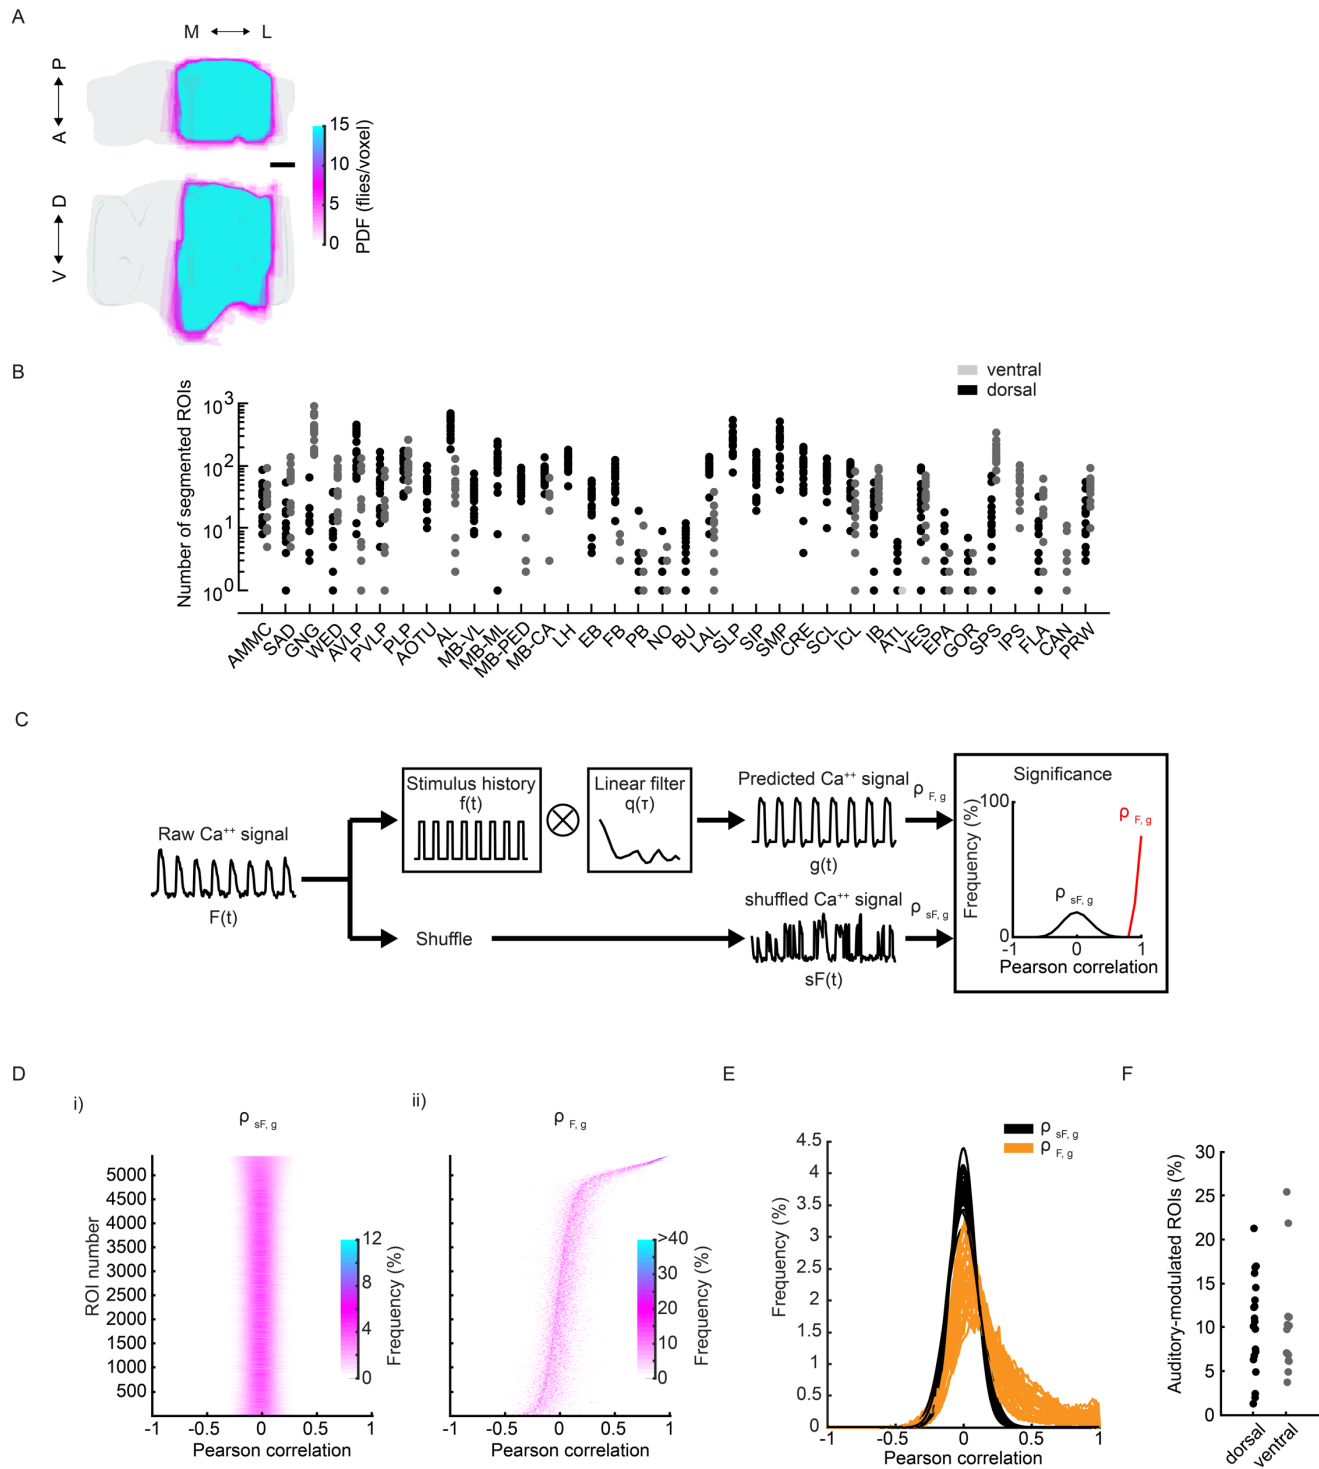 A
M L
P
A
D
V
15
10
5
0
PDF (flies/voxel)
B
ventral
dorsal
Number of segmented ROIs
10³
10²
10¹
10⁰
AMMC
SAD
GNG
WED
AVLP
PVLP
PLP
AOTU
AL
MB-VL
MB-ML
MB-PED
MB-CA
LH
EB
FB
PB
NO
BU
LAL
SLP
SIP
SMP
CRE
SCL
ICL
IB
ATL
VES
EPA
GOR
SPS
IPS
FLA
CAN
PRW
C
Raw Ca⁺⁺ signal
F(t)
Stimulus history
f(t)
Linear filter
q(τ)
Predicted Ca⁺⁺ signal
g(t)
ρ F, g
Shuffle
shuffled Ca⁺⁺ signal
sF(t)
ρ sF, g
Significance
Frequency (%)
100
0
ρ F, g
ρ sF, g
-1 0 1
Pearson correlation
D
i)
ρ sF, g
ROI number
5000
4500
4000
3500
3000
2500
2000
1500
1000
500
-1 -0.5 0 0.5 1
Pearson correlation
12
8
4
0
Frequency (%)
ii)
ρ F, g
-1 -0.5 0 0.5 1
Pearson correlation
>40
30
20
10
0
Frequency (%)
E
ρ sF, g
ρ F, g
Frequency (%)
4.5
4
3.5
3
2.5
2
1.5
1
0.5
0
-1 -0.5 0 0.5 1
Pearson correlation
F
Auditory-modulated ROIs (%)
30
25
20
15
10
5
0
dorsal
ventral